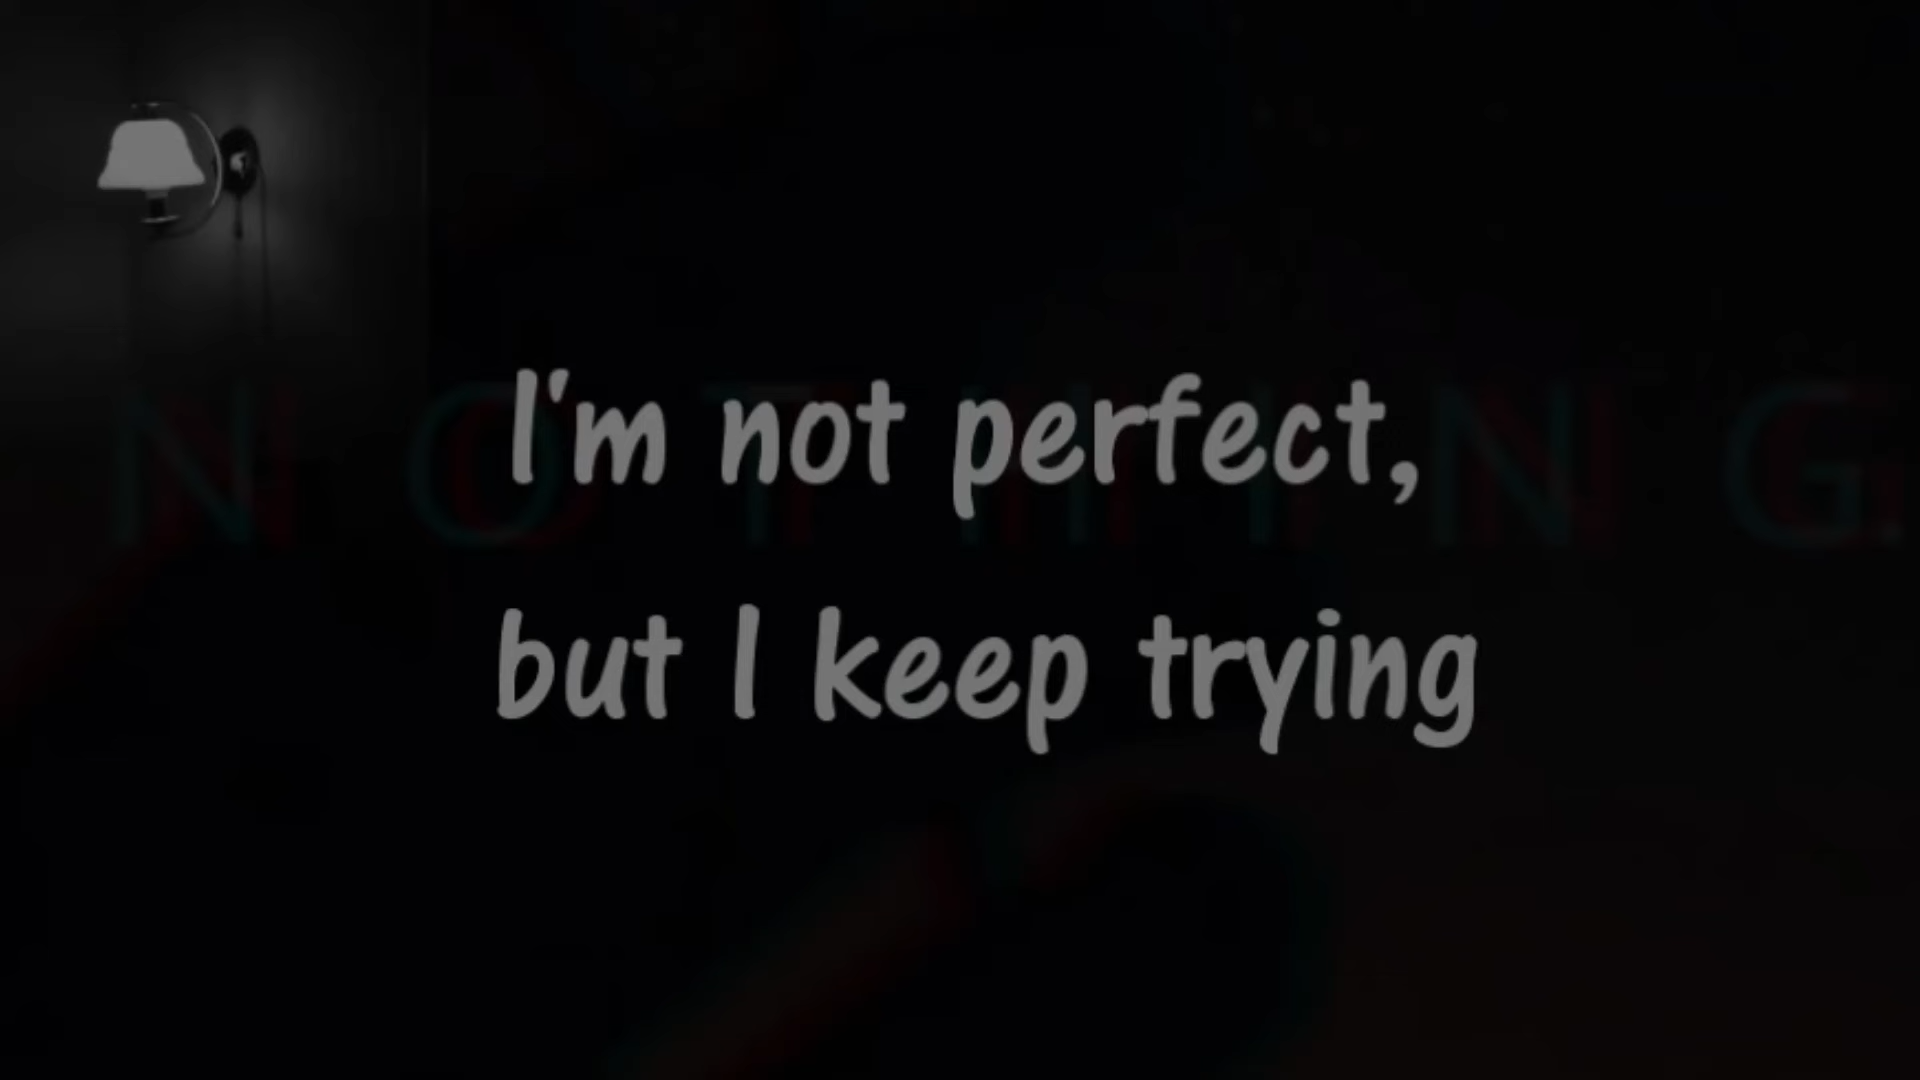 I'm not perfect,
N O T H I N G.
but I keep trying